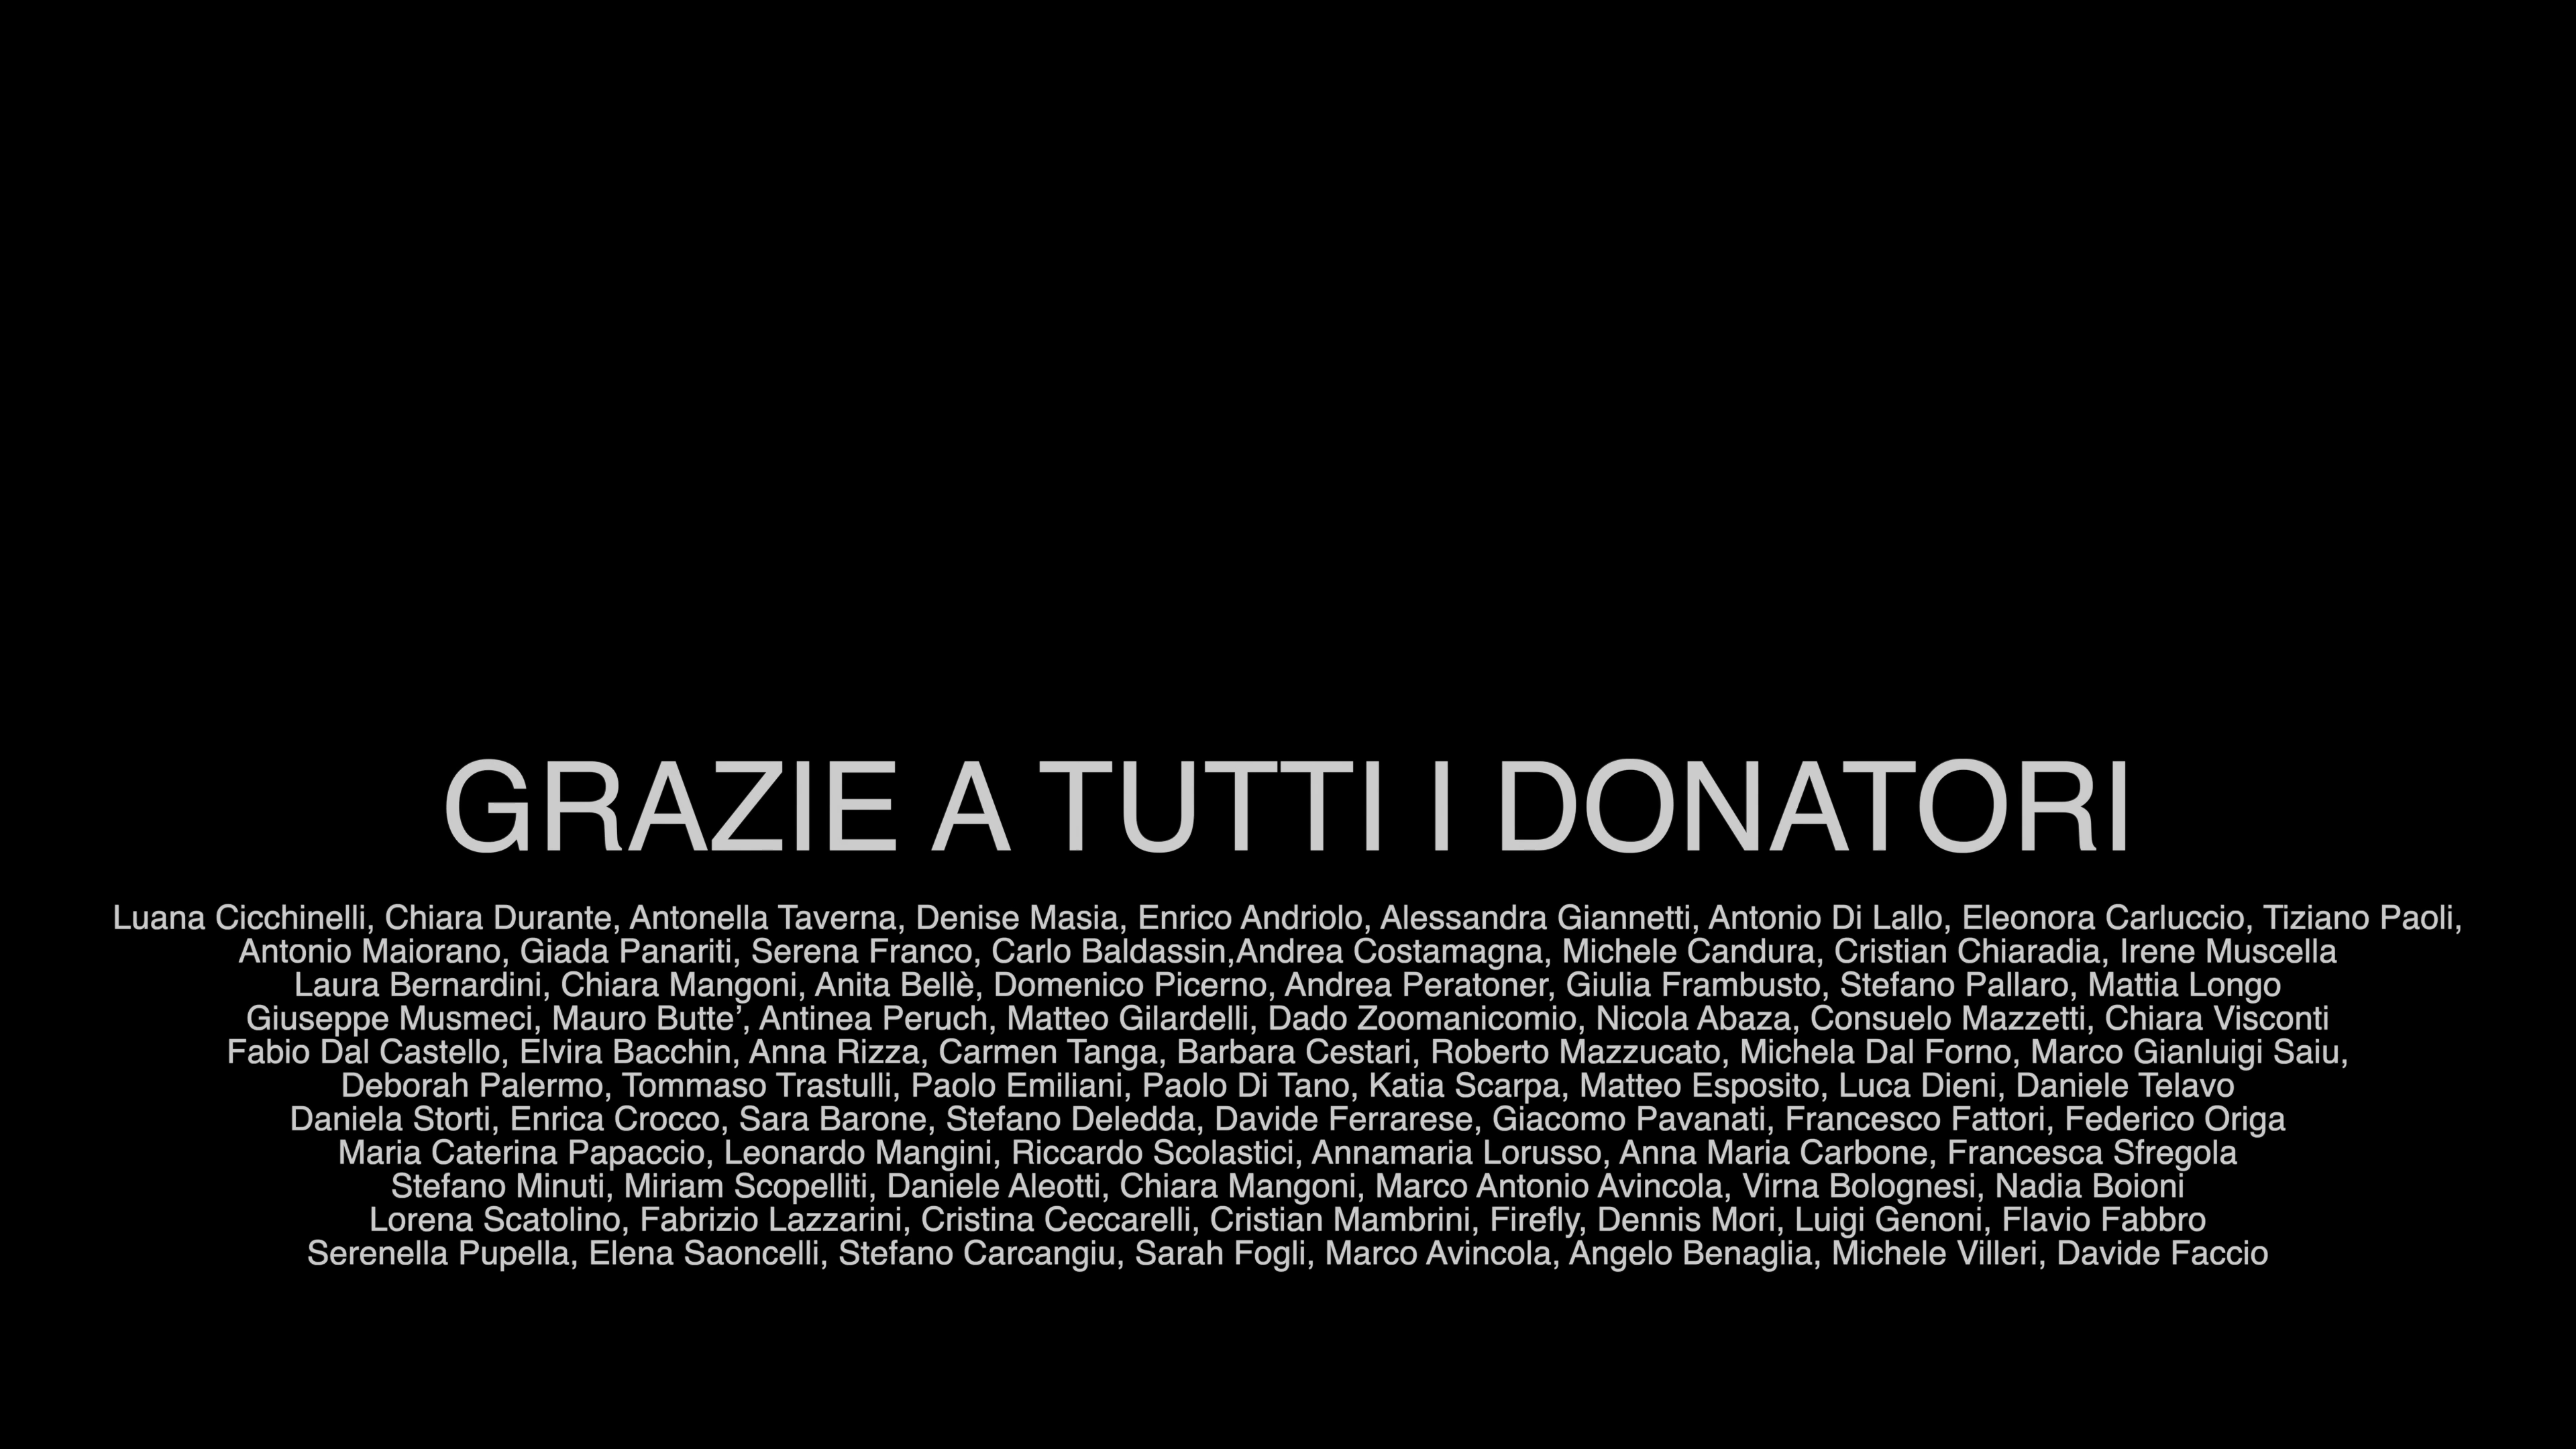 GRAZIE A TUTTI I DONATORI
Luana Cicchinelli, Chiara Durante, Antonella Taverna, Denise Masia, Enrico Andriolo, Alessandra Giannetti, Antonio Di Lallo, Eleonora Carluccio, Tiziano Paoli,
Antonio Maiorano, Giada Panariti, Serena Franco, Carlo Baldassin,Andrea Costamagna, Michele Candura, Cristian Chiaradia, Irene Muscella
Laura Bernardini, Chiara Mangoni, Anita Bellè, Domenico Picerno, Andrea Peratoner, Giulia Frambusto, Stefano Pallaro, Mattia Longo
Giuseppe Musmeci, Mauro Butte’, Antinea Peruch, Matteo Gilardelli, Dado Zoomanicomio, Nicola Abaza, Consuelo Mazzetti, Chiara Visconti
Fabio Dal Castello, Elvira Bacchin, Anna Rizza, Carmen Tanga, Barbara Cestari, Roberto Mazzucato, Michela Dal Forno, Marco Gianluigi Saiu,
Deborah Palermo, Tommaso Trastulli, Paolo Emiliani, Paolo Di Tano, Katia Scarpa, Matteo Esposito, Luca Dieni, Daniele Telavo
Daniela Storti, Enrica Crocco, Sara Barone, Stefano Deledda, Davide Ferrarese, Giacomo Pavanati, Francesco Fattori, Federico Origa
Maria Caterina Papaccio, Leonardo Mangini, Riccardo Scolastici, Annamaria Lorusso, Anna Maria Carbone, Francesca Sfregola
Stefano Minuti, Miriam Scopelliti, Daniele Aleotti, Chiara Mangoni, Marco Antonio Avincola, Virna Bolognesi, Nadia Boioni
Lorena Scatolino, Fabrizio Lazzarini, Cristina Ceccarelli, Cristian Mambrini, Firefly, Dennis Mori, Luigi Genoni, Flavio Fabbro
Serenella Pupella, Elena Saoncelli, Stefano Carcangiu, Sarah Fogli, Marco Avincola, Angelo Benaglia, Michele Villeri, Davide Faccio